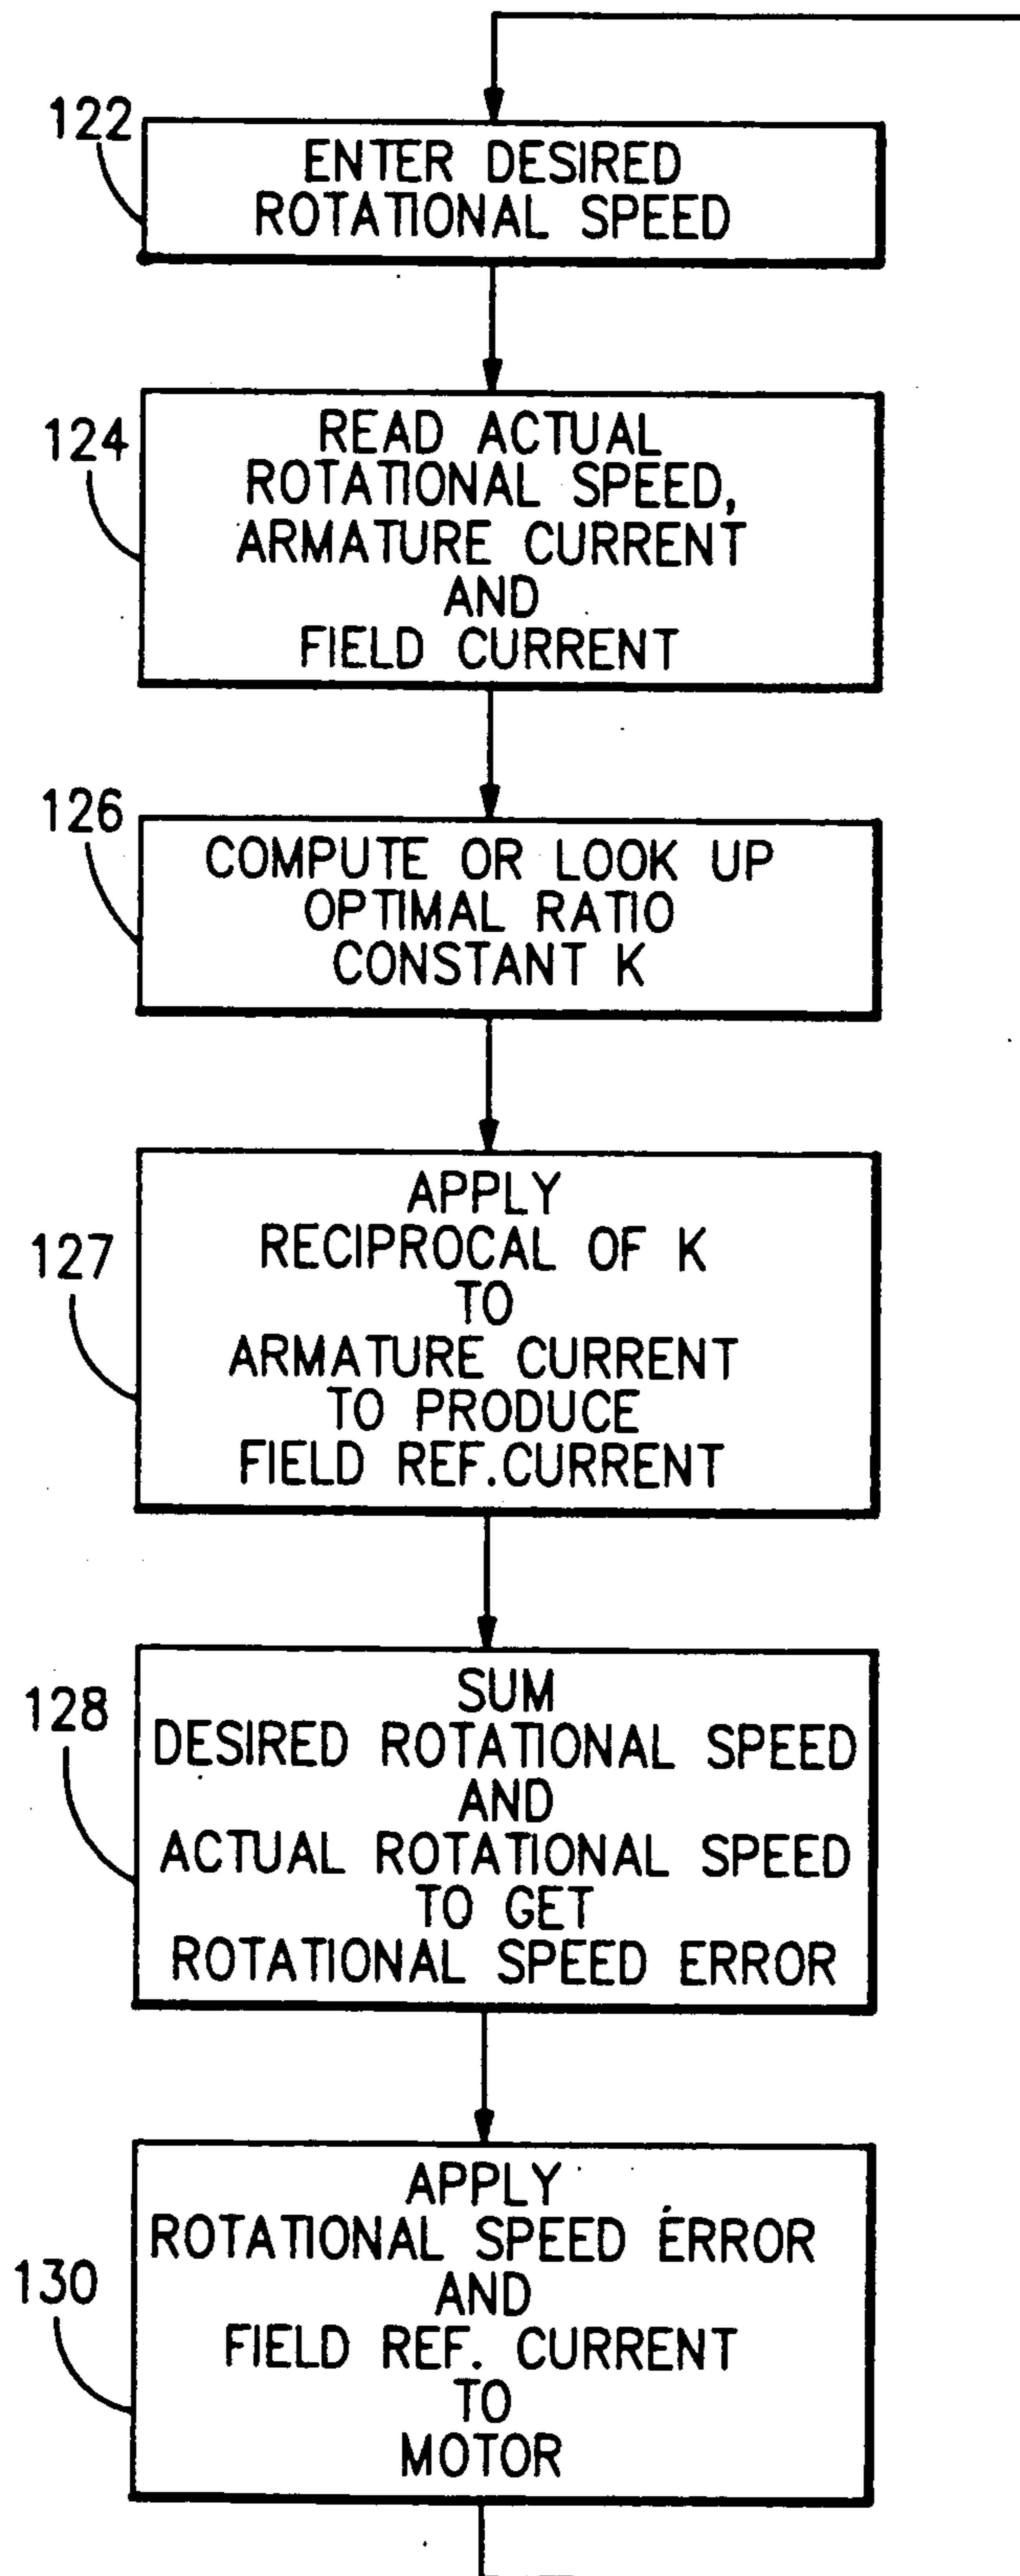 122
ENTER DESIRED
ROTATIONAL SPEED
124
READ ACTUAL
ROTATIONAL SPEED,
ARMATURE CURRENT
AND
FIELD CURRENT
126
COMPUTE OR LOOK UP
OPTIMAL RATIO
CONSTANT K
127
APPLY
RECIPROCAL OF K
TO
ARMATURE CURRENT
TO PRODUCE
FIELD REF.CURRENT
128
SUM
DESIRED ROTATIONAL SPEED
AND
ACTUAL ROTATIONAL SPEED
TO GET
ROTATIONAL SPEED ERROR
130
APPLY
ROTATIONAL SPEED ERROR
AND
FIELD REF. CURRENT
TO
MOTOR